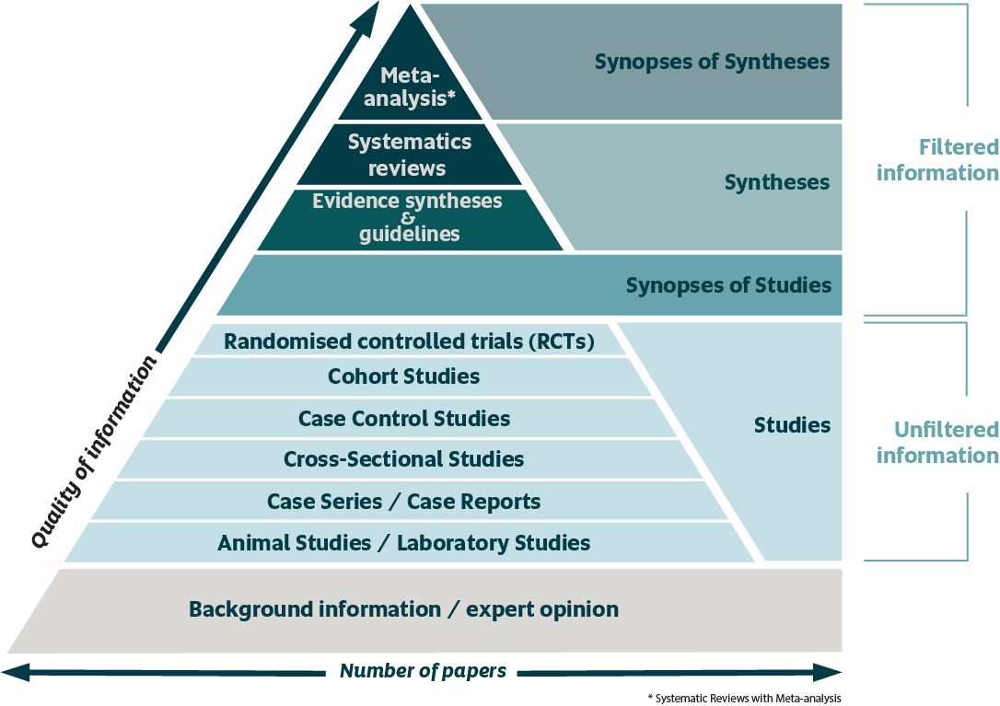 Meta-
analysis*
Synopses of Syntheses
Systematics
reviews
Syntheses
Filtered
information
Evidence syntheses
&
guidelines
Synopses of Studies
Randomised controlled trials (RCTs)
Cohort Studies
Case Control Studies
Studies
Unfiltered
information
Cross-Sectional Studies
Case Series / Case Reports
Animal Studies / Laboratory Studies
Quality of information
Background information / expert opinion
Number of papers
* Systematic Reviews with Meta-analysis